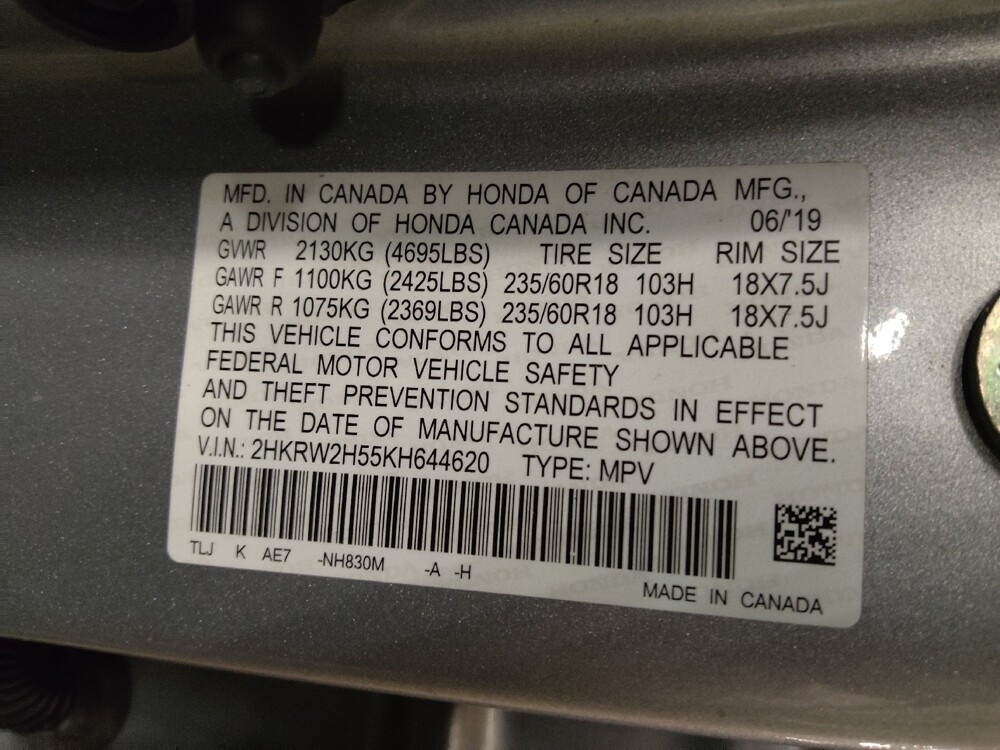 MFD. IN CANADA BY HONDA OF CANADA MFG.,
A DIVISION OF HONDA CANADA INC. 06/'19
GVWR 2130KG (4695LBS) TIRE SIZE RIM SIZE
GAWR F 1100KG (2425LBS) 235/60R18 103H 18X7.5J
GAWR R 1075KG (2369LBS) 235/60R18 103H 18X7.5J
THIS VEHICLE CONFORMS TO ALL APPLICABLE
FEDERAL MOTOR VEHICLE SAFETY
AND THEFT PREVENTION STANDARDS IN EFFECT
ON THE DATE OF MANUFACTURE SHOWN ABOVE.
V.I.N.: 2HKRW2H55KH644620 TYPE: MPV
TLJ K AE7 -NH830M -A -H
MADE IN CANADA